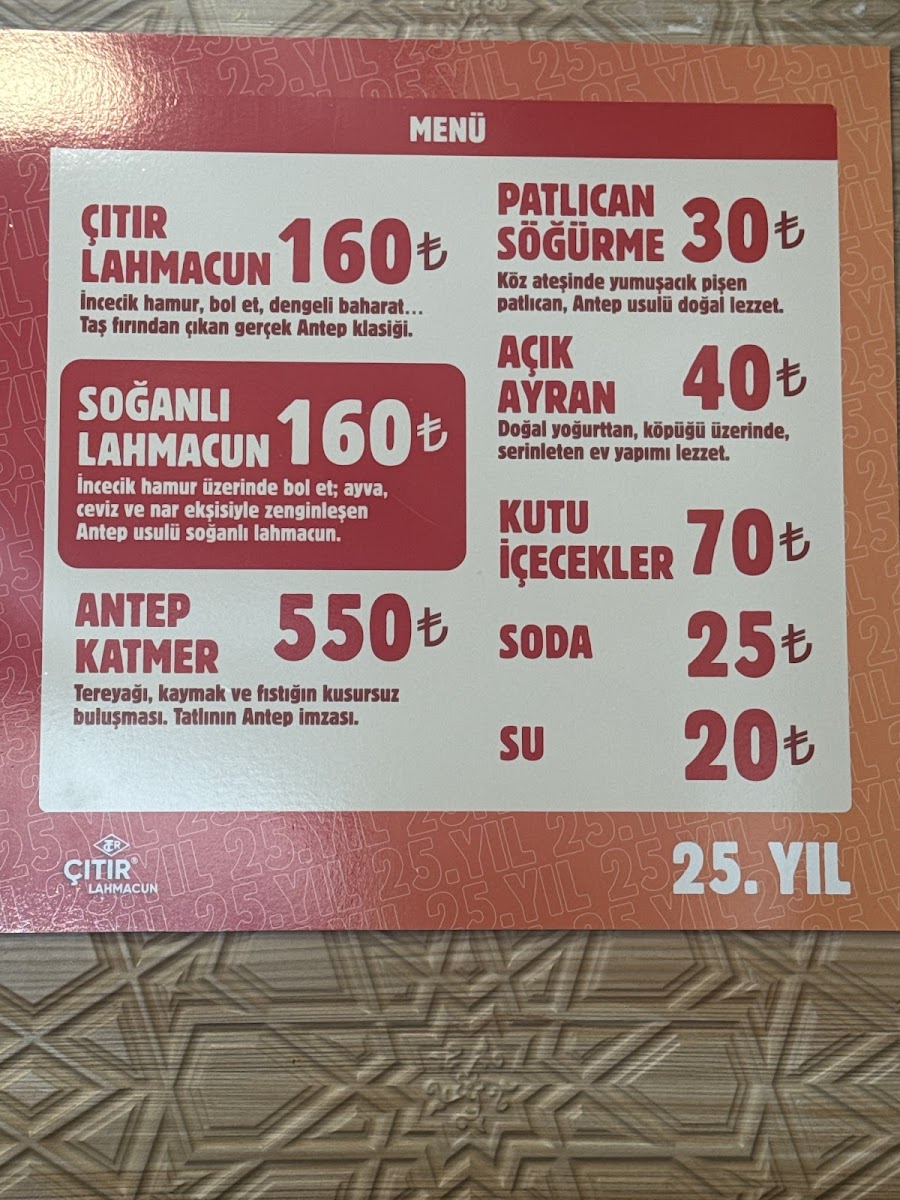 MENÜ
ÇITIR
LAHMACUN 160₺
İncecik hamur, bol et, dengeli baharat...
Taş fırından çıkan gerçek Antep klasiği.
SOĞANLI
LAHMACUN 160₺
İncecik hamur üzerinde bol et; ayva,
ceviz ve nar ekşisiyle zenginleşen
Antep usulü soğanlı lahmacun.
ANTEP
KATMER 550₺
Tereyağı, kaymak ve fıstığın kusursuz
buluşması. Tatlının Antep imzası.
PATLICAN
SÖĞÜRME 30₺
Köz ateşinde yumuşacık pişen
patlıcan, Antep usulü doğal lezzet.
AÇIK
AYRAN 40₺
Doğal yoğurttan, köpüğü üzerinde,
serinleten ev yapımı lezzet.
KUTU
İÇECEKLER 70₺
SODA 25₺
SU 20₺
ÇITIR®
LAHMACUN
25. YIL